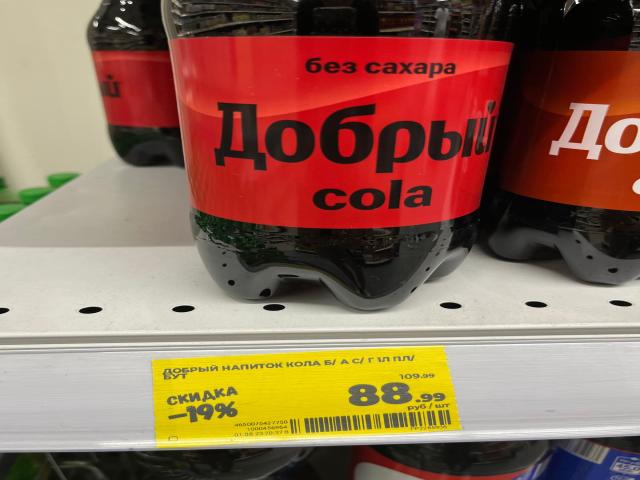 без сахара
Добрый
cola
До
ДОБРЫЙ НАПИТОК КОЛА Б/ А С/ Г 1Л ПЛ/
БУТ
109.99
СКИДКА
-19%
88.99
руб / шт
4650075427750